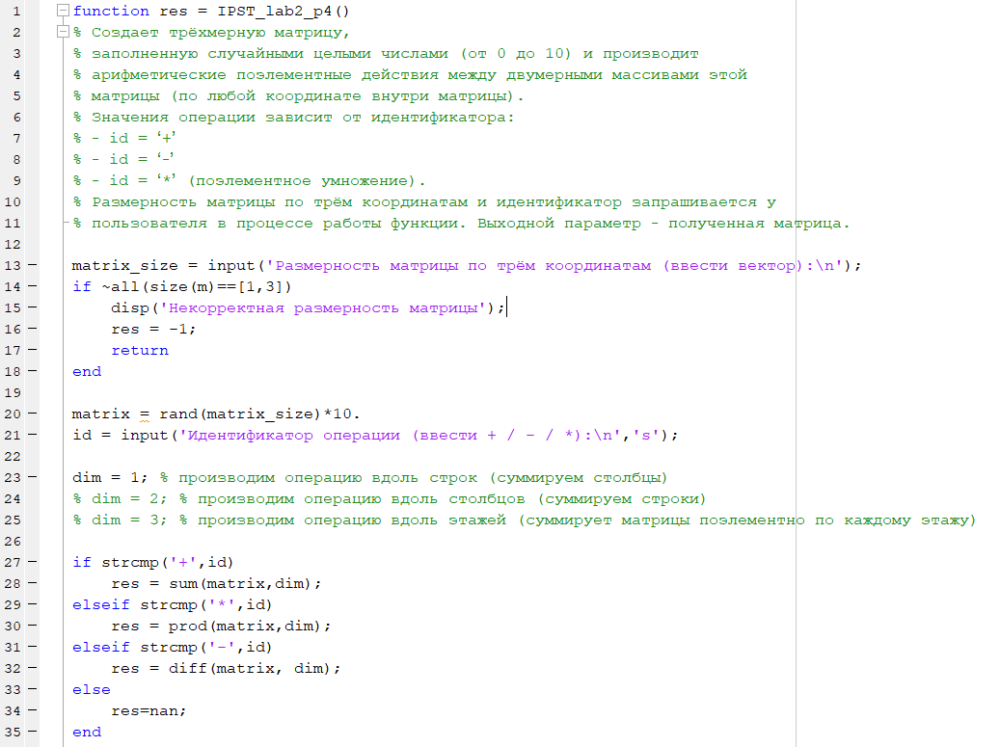 1 function res = IPST_lab2_p4()
2 % Создает трёхмерную матрицу,
3 % заполненную случайными целыми числами (от 0 до 10) и производит
4 % арифметические поэлементные действия между двумерными массивами этой
5 % матрицы (по любой координате внутри матрицы).
6 % Значения операции зависит от идентификатора:
7 % - id = ‘+’
8 % - id = ‘-’
9 % - id = ‘*’ (поэлементное умножение).
10 % Размерность матрицы по трём координатам и идентификатор запрашивается у
11 % пользователя в процессе работы функции. Выходной параметр - полученная матрица.
12
13 matrix_size = input('Размерность матрицы по трём координатам (ввести вектор):\n');
14 if ~all(size(m)==[1,3])
15 disp('Некорректная размерность матрицы');
16 res = -1;
17 return
18 end
19
20 matrix = rand(matrix_size)*10.
21 id = input('Идентификатор операции (ввести + / - / *):\n','s');
22
23 dim = 1; % производим операцию вдоль строк (суммируем столбцы)
24 % dim = 2; % производим операцию вдоль столбцов (суммируем строки)
25 % dim = 3; % производим операцию вдоль этажей (суммирует матрицы поэлементно по каждому этажу)
26
27 if strcmp('+',id)
28 res = sum(matrix,dim);
29 elseif strcmp('*',id)
30 res = prod(matrix,dim);
31 elseif strcmp('-',id)
32 res = diff(matrix, dim);
33 else
34 res=nan;
35 end